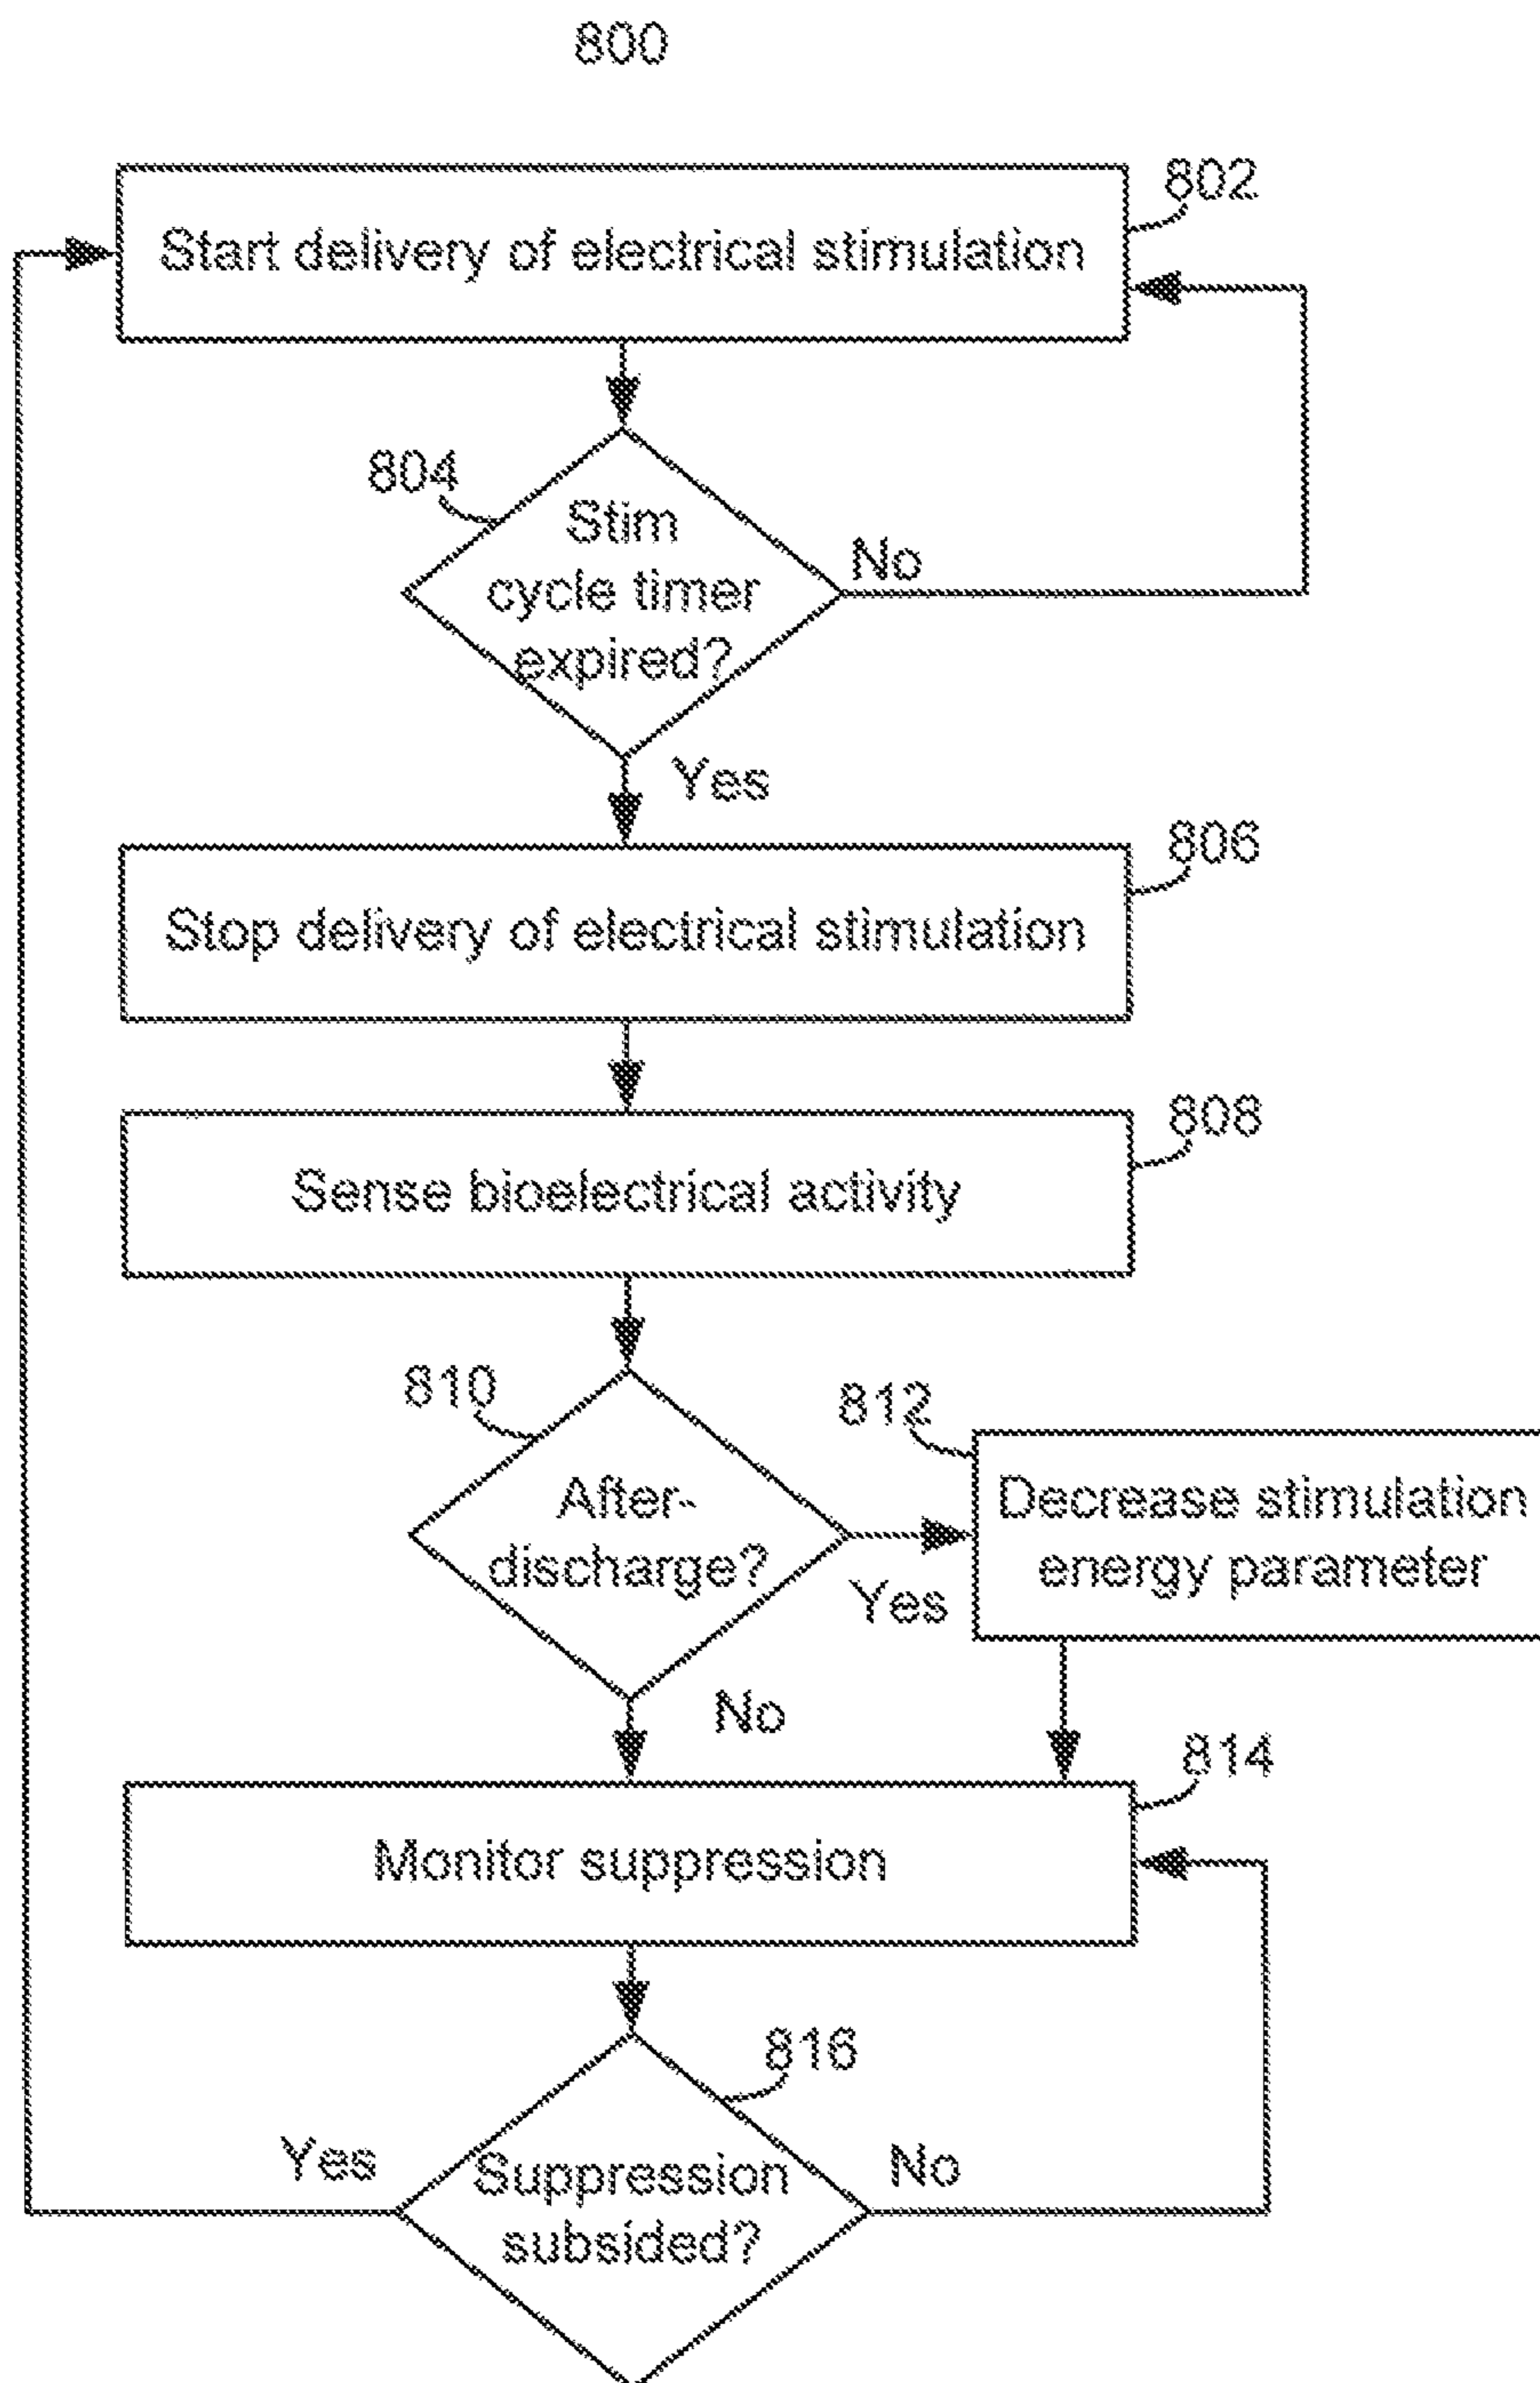 800
802
Start delivery of electrical stimulation
804
Stim
cycle timer
expired?
No
Yes
806
Stop delivery of electrical stimulation
808
Sense bioelectrical activity
810
After-
discharge?
Yes
812
Decrease stimulation
energy parameter
No
814
Monitor suppression
816
Suppression
subsided?
Yes
No